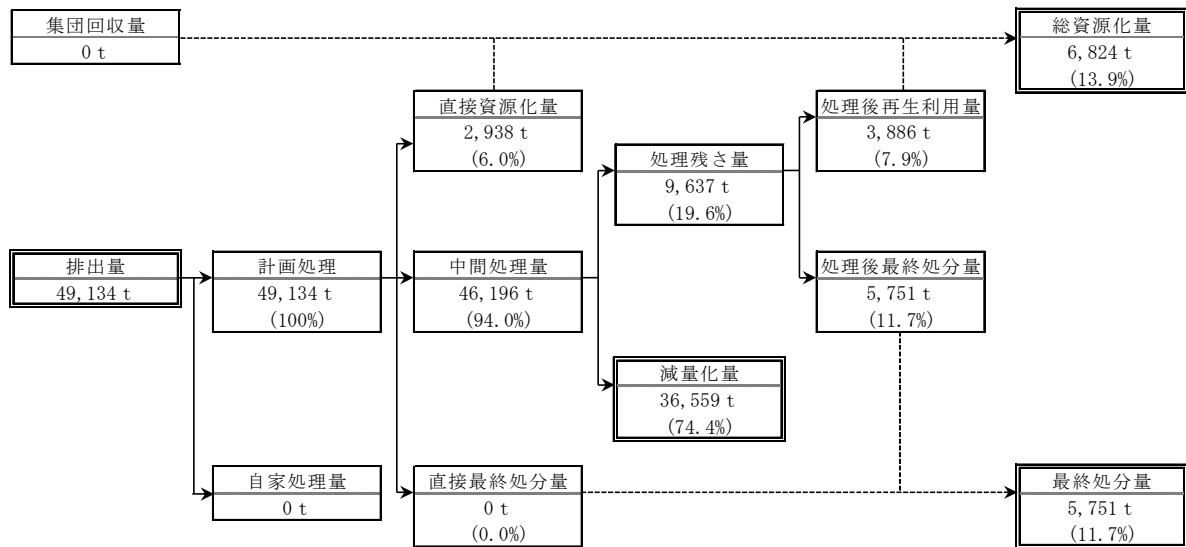 集団回収量
0 t
総資源化量
6,824 t
(13.9%)
直接資源化量
2,938 t
(6.0%)
処理後再生利用量
3,886 t
(7.9%)
処理残さ量
9,637 t
(19.6%)
排出量
49,134 t
計画処理
49,134 t
(100%)
中間処理量
46,196 t
(94.0%)
処理後最終処分量
5,751 t
(11.7%)
減量化量
36,559 t
(74.4%)
自家処理量
0 t
直接最終処分量
0 t
(0.0%)
最終処分量
5,751 t
(11.7%)